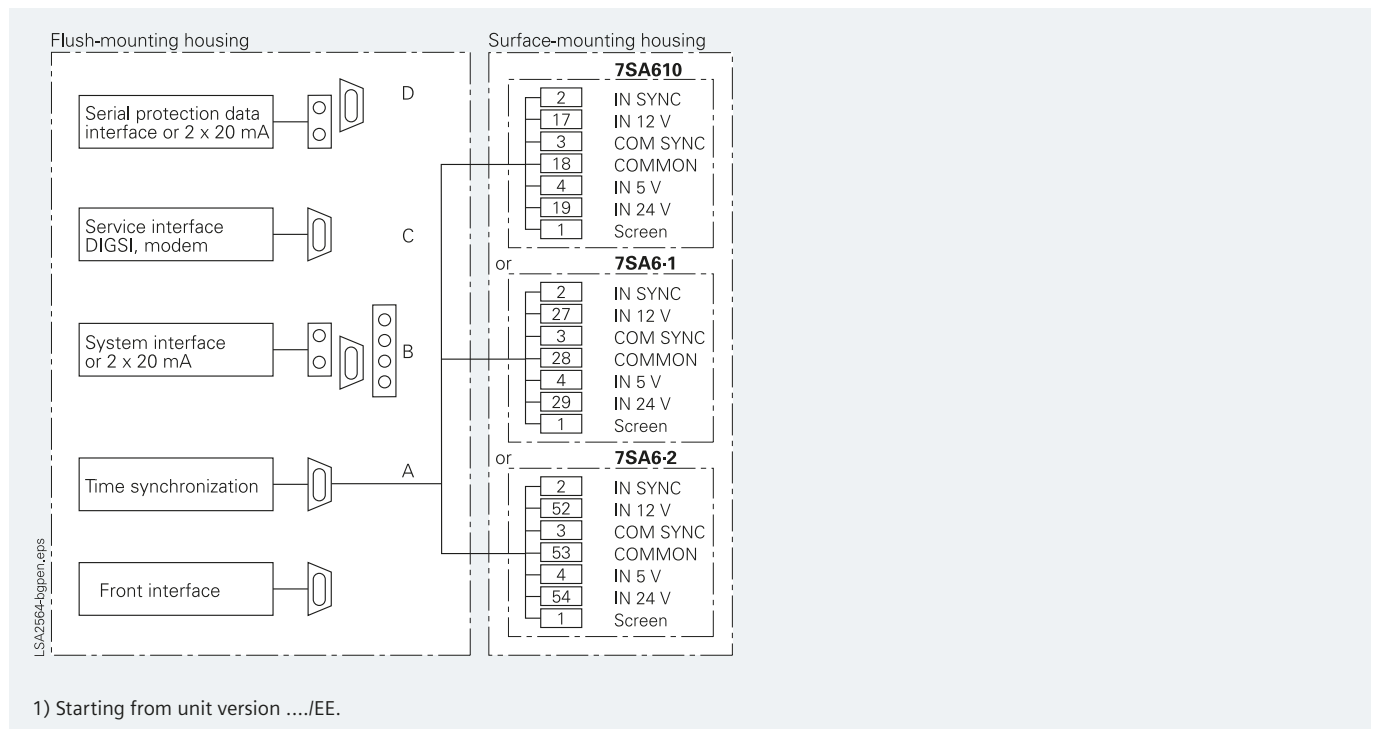 Flush-mounting housing
Serial protection data
interface or 2 x 20 mA
D
Service interface
DIGSI, modem
C
System interface
or 2 x 20 mA
B
Time synchronization
A
Front interface
LSA2564-bgpen.eps
Surface-mounting housing
7SA610
2 IN SYNC
17 IN 12 V
3 COM SYNC
18 COMMON
4 IN 5 V
19 IN 24 V
1 Screen
or 7SA6·1
2 IN SYNC
27 IN 12 V
3 COM SYNC
28 COMMON
4 IN 5 V
29 IN 24 V
1 Screen
or 7SA6·2
2 IN SYNC
52 IN 12 V
3 COM SYNC
53 COMMON
4 IN 5 V
54 IN 24 V
1 Screen
1) Starting from unit version ..../EE.